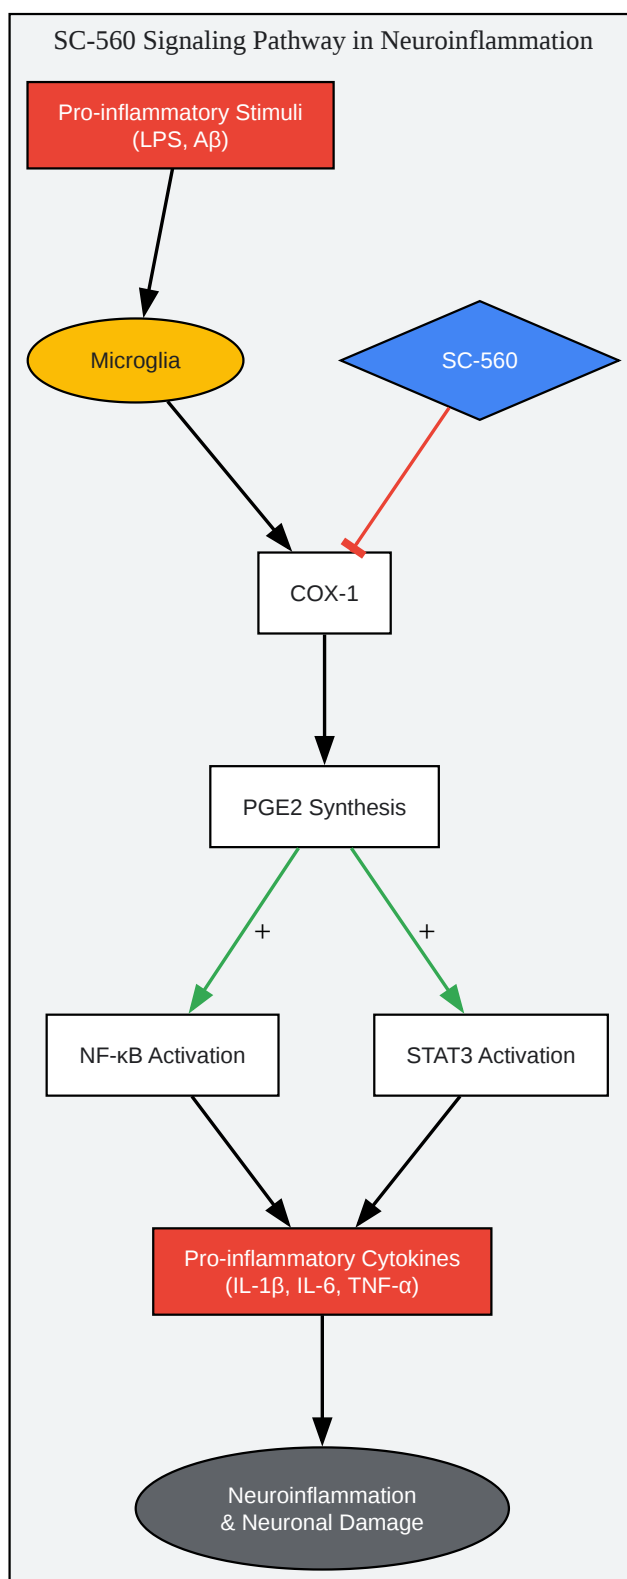 SC-560 Signaling Pathway in Neuroinflammation
Pro-inflammatory Stimuli
(LPS, Aβ)
Microglia
SC-560
COX-1
PGE2 Synthesis
+
+
NF-κB Activation
STAT3 Activation
Pro-inflammatory Cytokines
(IL-1β, IL-6, TNF-α)
Neuroinflammation
& Neuronal Damage